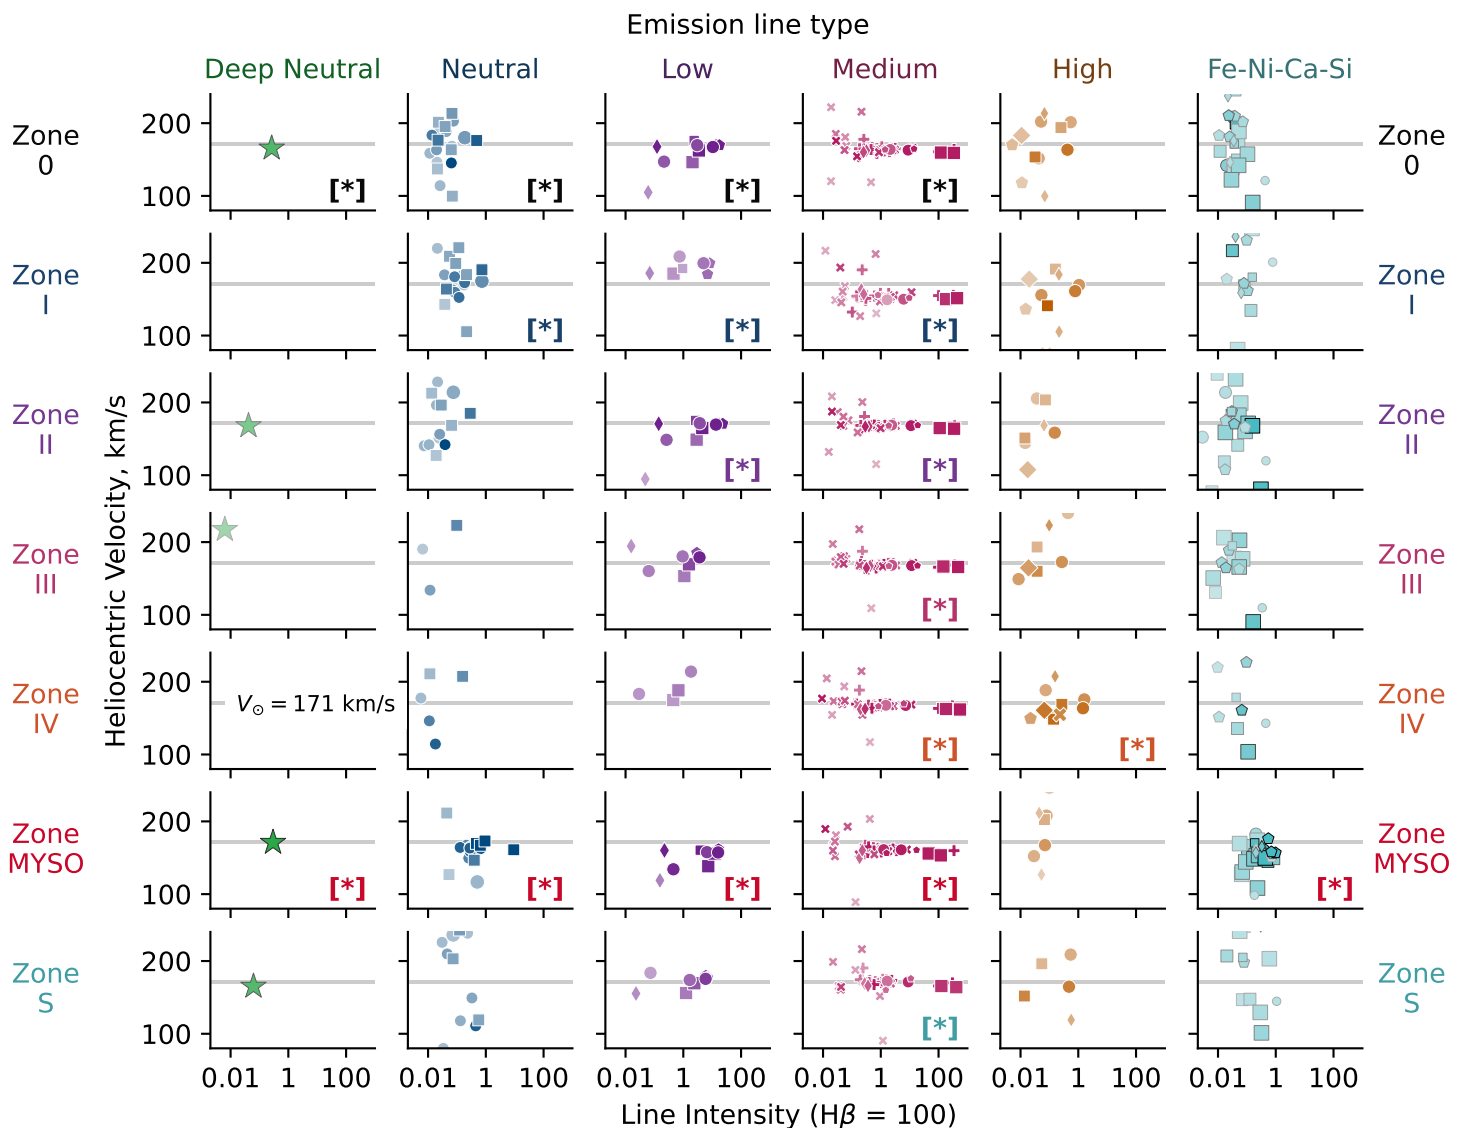 Emission line type
Deep Neutral Neutral Low Medium High Fe-Ni-Ca-Si
Zone
0
200
100
[*] [*] [*] [*]
Zone
0
Zone
I
200
100
[*] [*] [*]
Zone
I
Zone
II
200
100
[*] [*]
Zone
II
Heliocentric Velocity, km/s
Zone
III
200
100
[*]
Zone
III
Zone
IV
200
100
V⊙ = 171 km/s
[*] [*]
Zone
IV
Zone
MYSO
200
100
[*] [*] [*] [*] [*]
Zone
MYSO
Zone
S
200
100
[*]
Zone
S
0.01 1 100 0.01 1 100 0.01 1 100 0.01 1 100 0.01 1 100 0.01 1 100
Line Intensity (Hβ = 100)